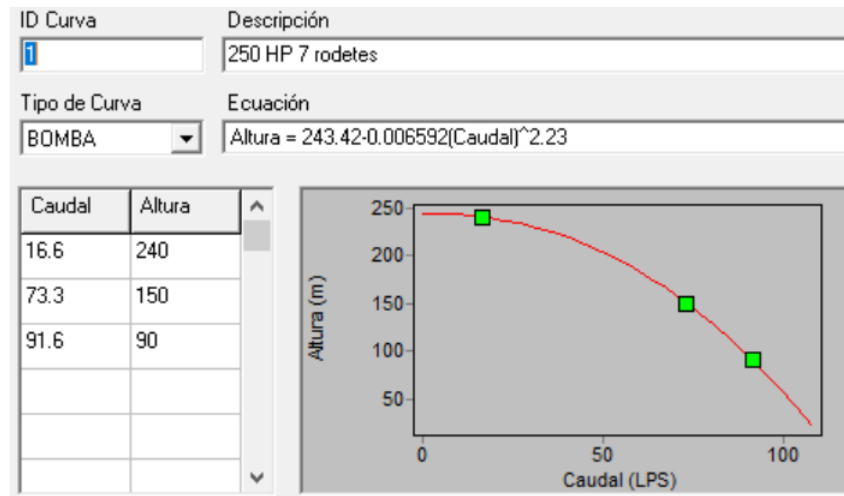 ID Curva Descripción
1 250 HP 7 rodetes
Tipo de Curva Ecuación
BOMBA Altura = 243.42-0.006592(Caudal)^2.23
Caudal Altura
16.6 240
73.3 150
91.6 90
Altura (m)
250
200
150
100
50
0 50 100
Caudal (LPS)